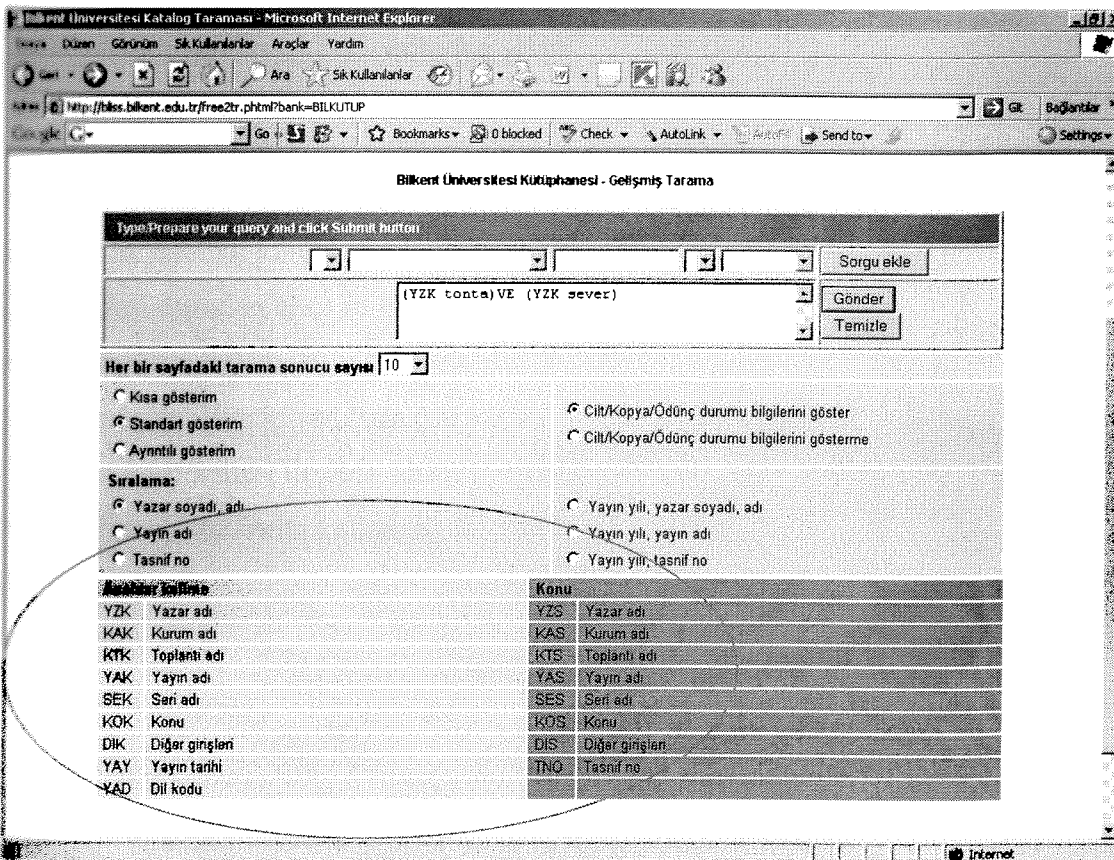 Bilkent Üniversitesi Katalog Taraması - Microsoft Internet Explorer
Düzen Görünüm Sık Kullanılanlar Araçlar Yardım
Geri Ara Sık Kullanılanlar
http://bliss.bilkent.edu.tr/free2tr.phtml?bank=BILKUTUP Git Bağlantılar
Google Go Bookmarks 0 blocked Check AutoLink AutoFill Send to Settings
Bilkent Üniversitesi Kütüphanesi - Gelişmiş Tarama
Type/Prepare your query and click Submit button
Sorgu ekle
(YZK tonta)VE (YZK sever)
Gönder
Temizle
Her bir sayfadaki tarama sonucu sayısı 10
Kısa gösterim
Standart gösterim
Ayrıntılı gösterim
Cilt/Kopya/Ödünç durumu bilgilerini göster
Cilt/Kopya/Ödünç durumu bilgilerini gösterme
Sıralama:
Yazar soyadı, adı
Yayın adı
Tasnif no
Yayın yılı, yazar soyadı, adı
Yayın yılı, yayın adı
Yayın yılı, tasnif no
Anahtar kelime Konu
YZK Yazar adı YZS Yazar adı
KAK Kurum adı KAS Kurum adı
KTK Toplantı adı KTS Toplantı adı
YAK Yayın adı YAS Yayın adı
SEK Seri adı SES Seri adı
KOK Konu KOS Konu
DIK Diğer girişleri DIS Diğer girişleri
YAY Yayın tarihi TNO Tasnif no
YAD Dil kodu
Internet